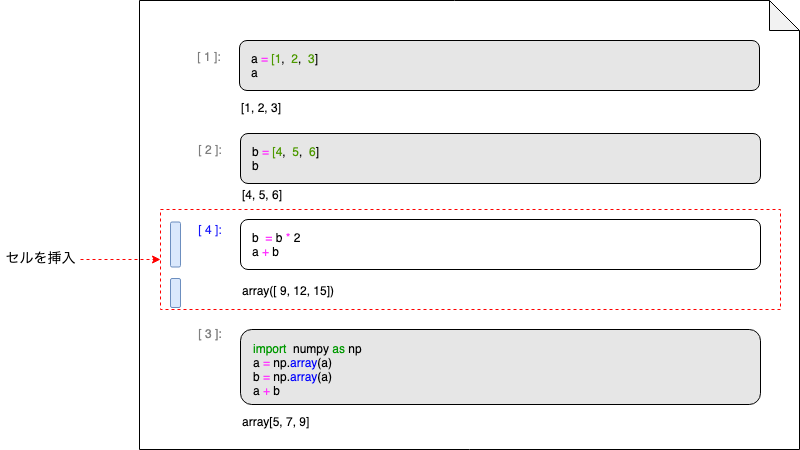 [ 1 ]:
a = [1, 2, 3]
a
[1, 2, 3]
[ 2 ]:
b = [4, 5, 6]
b
[4, 5, 6]
セルを挿入
[ 4 ]:
b = b * 2
a + b
array([ 9, 12, 15])
[ 3 ]:
import numpy as np
a = np.array(a)
b = np.array(a)
a + b
array[5, 7, 9]